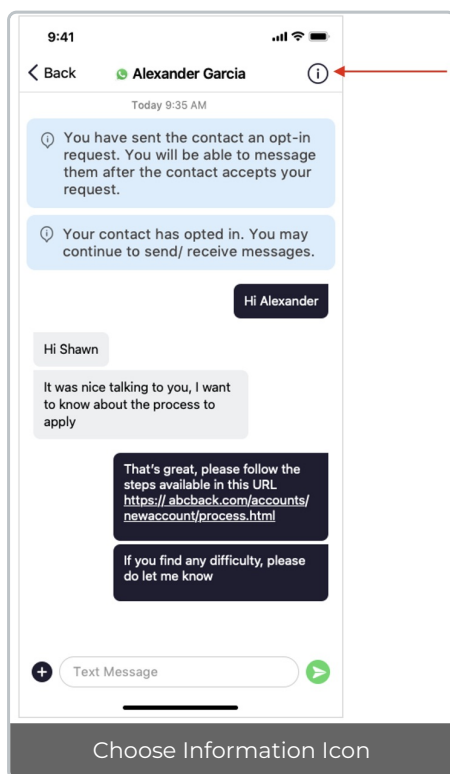 9:41
Back
Alexander Garcia
Today 9:35 AM
You have sent the contact an opt-in
request. You will be able to message
them after the contact accepts your
request.
Your contact has opted in. You may
continue to send/ receive messages.
Hi Alexander
Hi Shawn
It was nice talking to you, I want
to know about the process to
apply
That's great, please follow the
steps available in this URL
https:// abcback.com/accounts/
newaccount/process.html
If you find any difficulty, please
do let me know
Text Message
Choose Information Icon